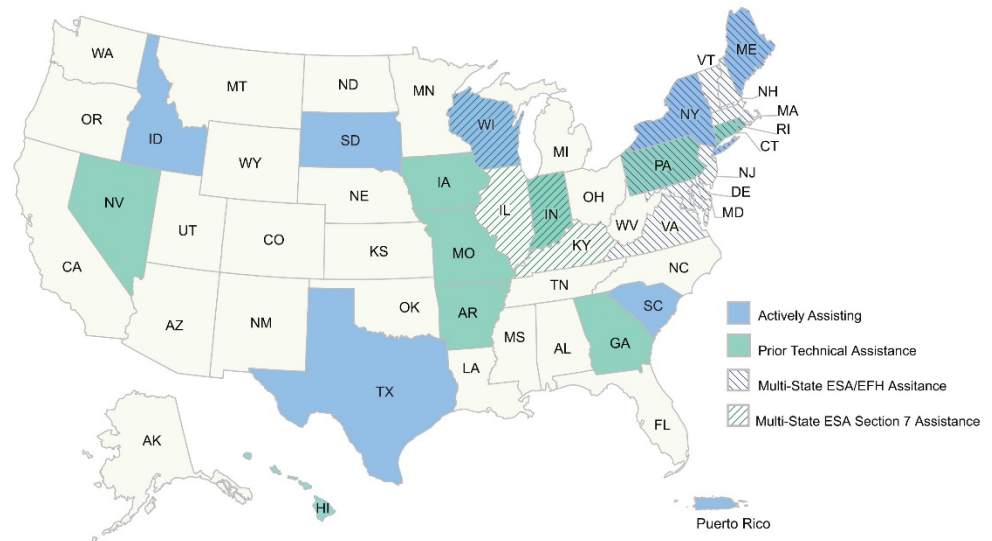 WA
MT
ND
MN
VT
ME
NH
MA
RI
CT
OR
ID
SD
WI
NY
MI
WY
NE
IA
PA
NJ
DE
MD
NV
UT
CO
KS
MO
IL
IN
OH
WV
VA
KY
CA
AZ
NM
OK
AR
TN
NC
SC
MS
AL
GA
LA
TX
FL
AK
HI
Puerto Rico
Actively Assisting
Prior Technical Assistance
Multi-State ESA/EFH Assitance
Multi-State ESA Section 7 Assistance